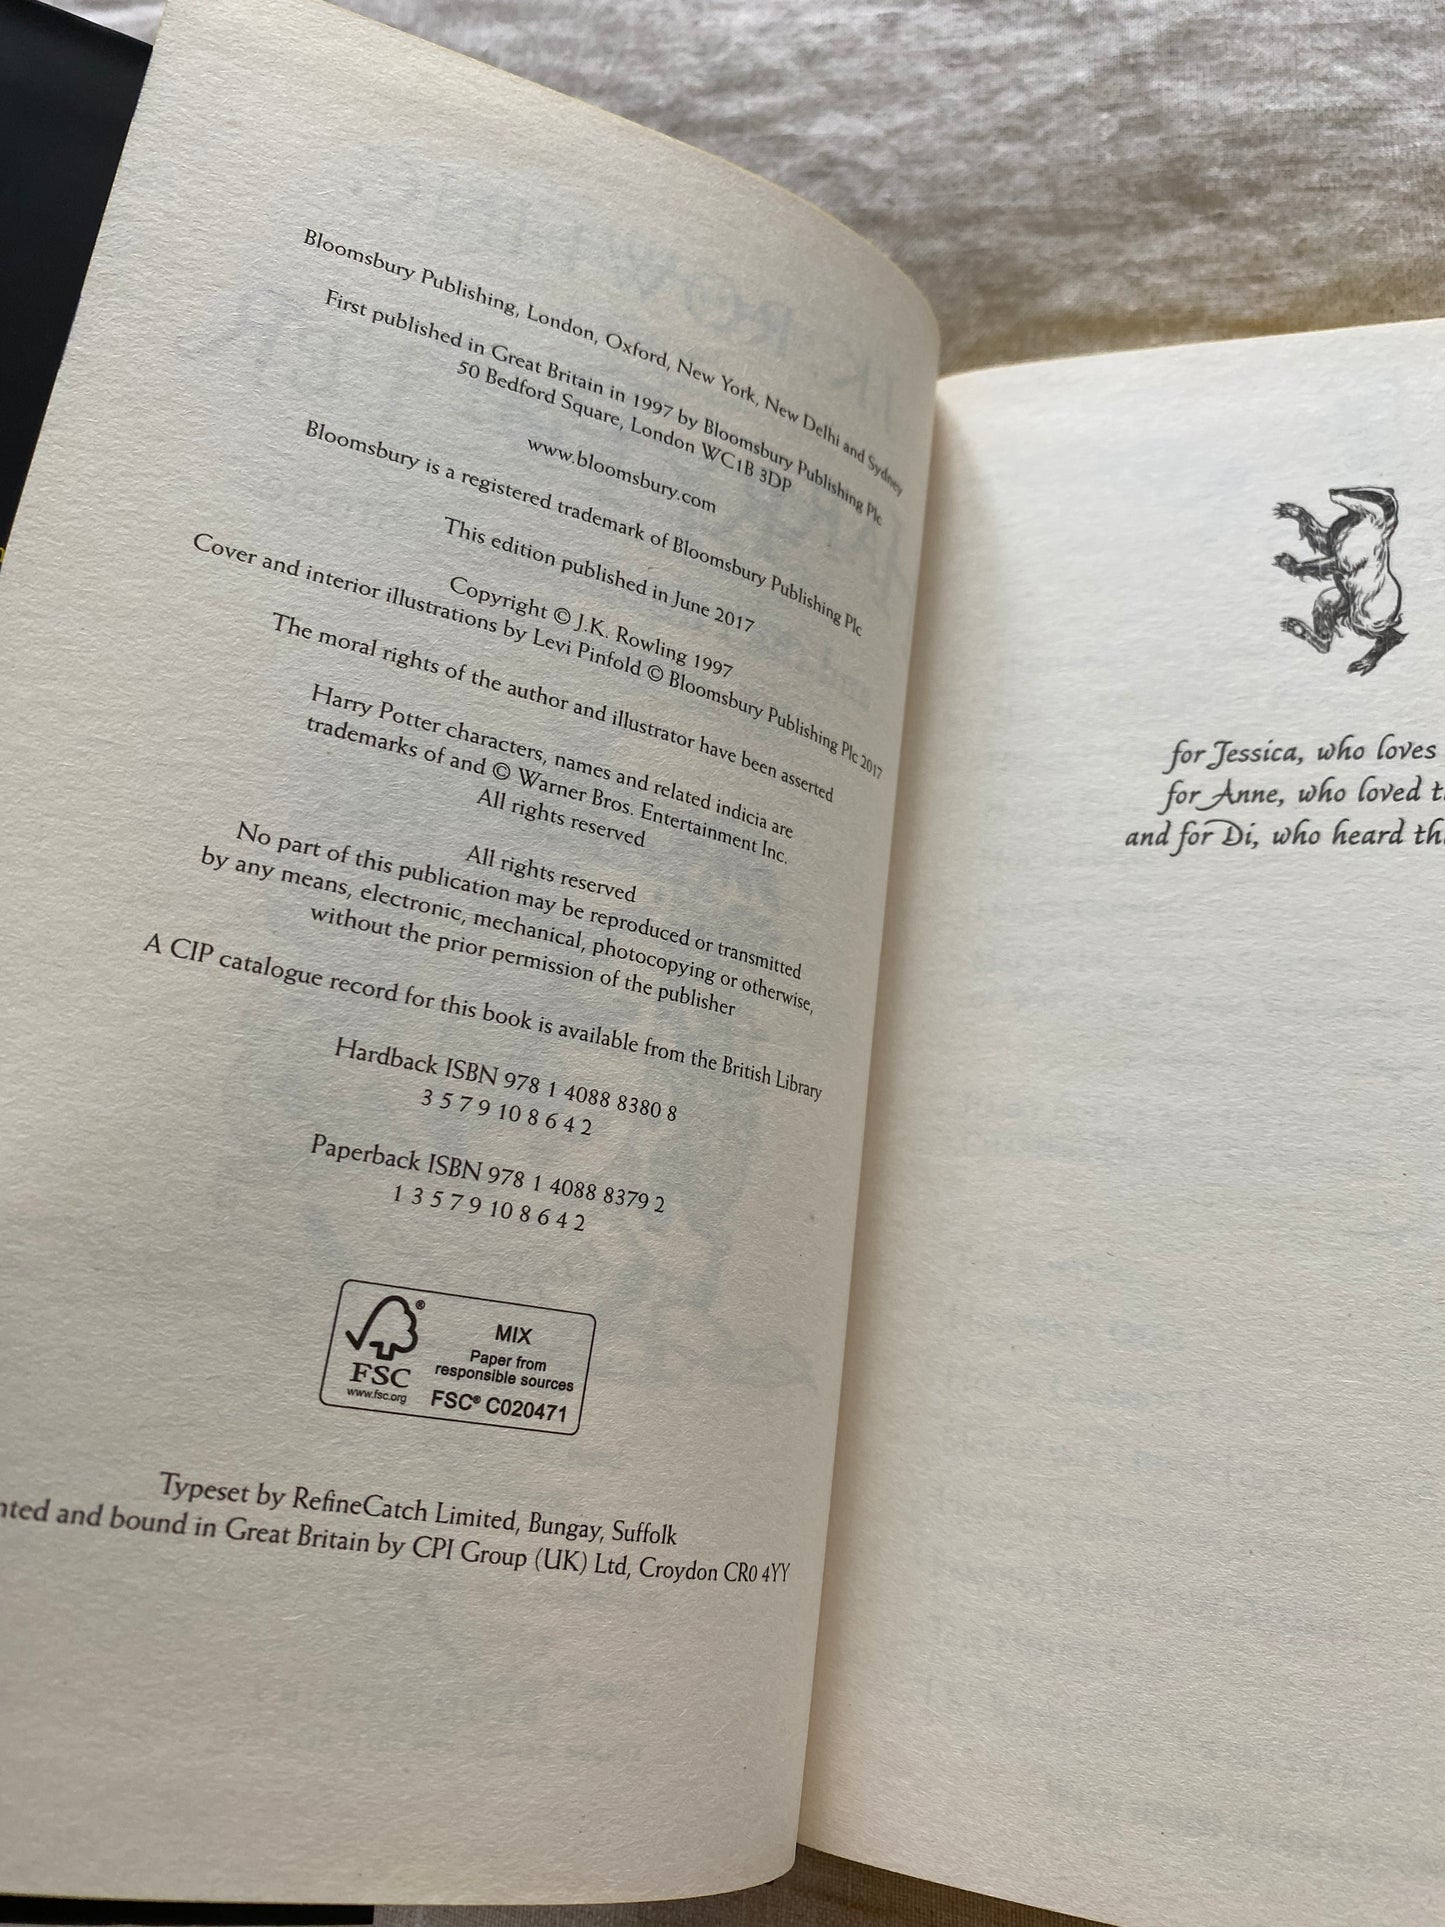 Bloomsbury Publishing, London, Oxford, New York, New Delhi and Sydney
First published in Great Britain in 1997 by Bloomsbury Publishing Plc
50 Bedford Square, London WC1B 3DP
www.bloomsbury.com
Bloomsbury is a registered trademark of Bloomsbury Publishing Plc
This edition published in June 2017
Copyright © J.K. Rowling 1997
Cover and interior illustrations by Levi Pinfold © Bloomsbury Publishing Plc 2017
The moral rights of the author and illustrator have been asserted
Harry Potter characters, names and related indicia are
trademarks of and © Warner Bros. Entertainment Inc.
All rights reserved
All rights reserved
No part of this publication may be reproduced or transmitted
by any means, electronic, mechanical, photocopying or otherwise,
without the prior permission of the publisher
A CIP catalogue record for this book is available from the British Library
Hardback ISBN 978 1 4088 8380 8
3 5 7 9 10 8 6 4 2
Paperback ISBN 978 1 4088 8379 2
1 3 5 7 9 10 8 6 4 2
FSC®
www.fsc.org
MIX
Paper from
responsible sources
FSC® C020471
Typeset by RefineCatch Limited, Bungay, Suffolk
and bound in Great Britain by CPI Group (UK) Ltd, Croydon CR0 4YY
for Jessica, who loves
for Anne, who loved
and for Di, who heard